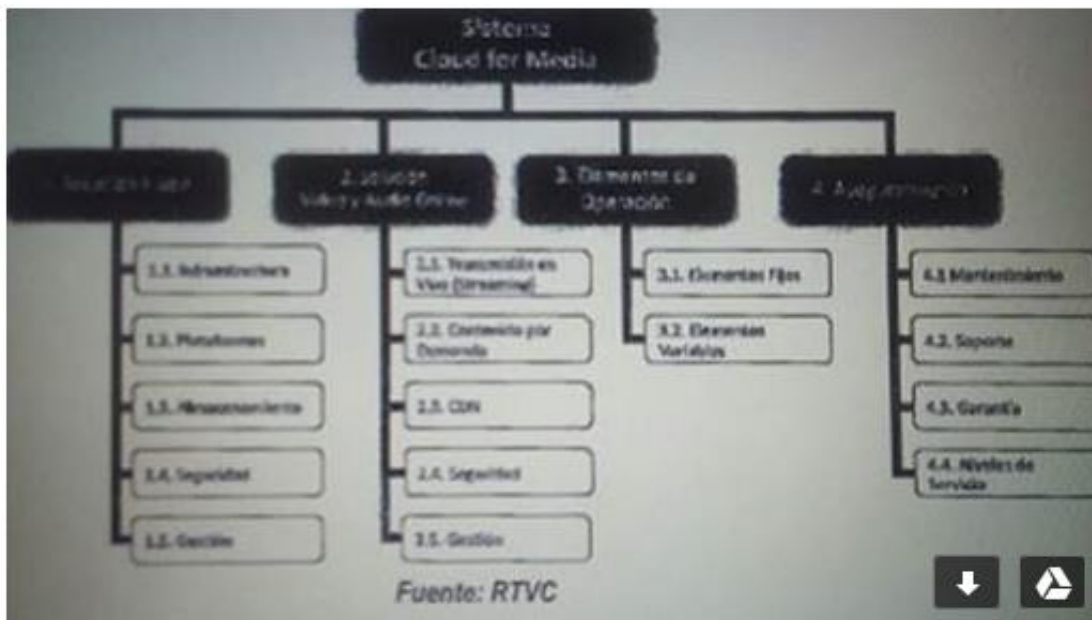 Sistema
Cloud for Media
2. Solución
Video y Audio Online
3. Elementos de
Operación
4. Aseguramiento
1.1. Infraestructura
1.2. Plataformas
1.3. Almacenamiento
1.4. Seguridad
1.5. Gestión
2.1. Transmisión en
Vivo (Streaming)
2.2. Contenido por
Demanda
2.3. CDN
2.4. Seguridad
2.5. Gestión
3.1. Elementos Fijos
3.2. Elementos
Variables
4.1 Mantenimiento
4.2. Soporte
4.3. Garantía
4.4. Niveles de
Servicio
Fuente: RTVC